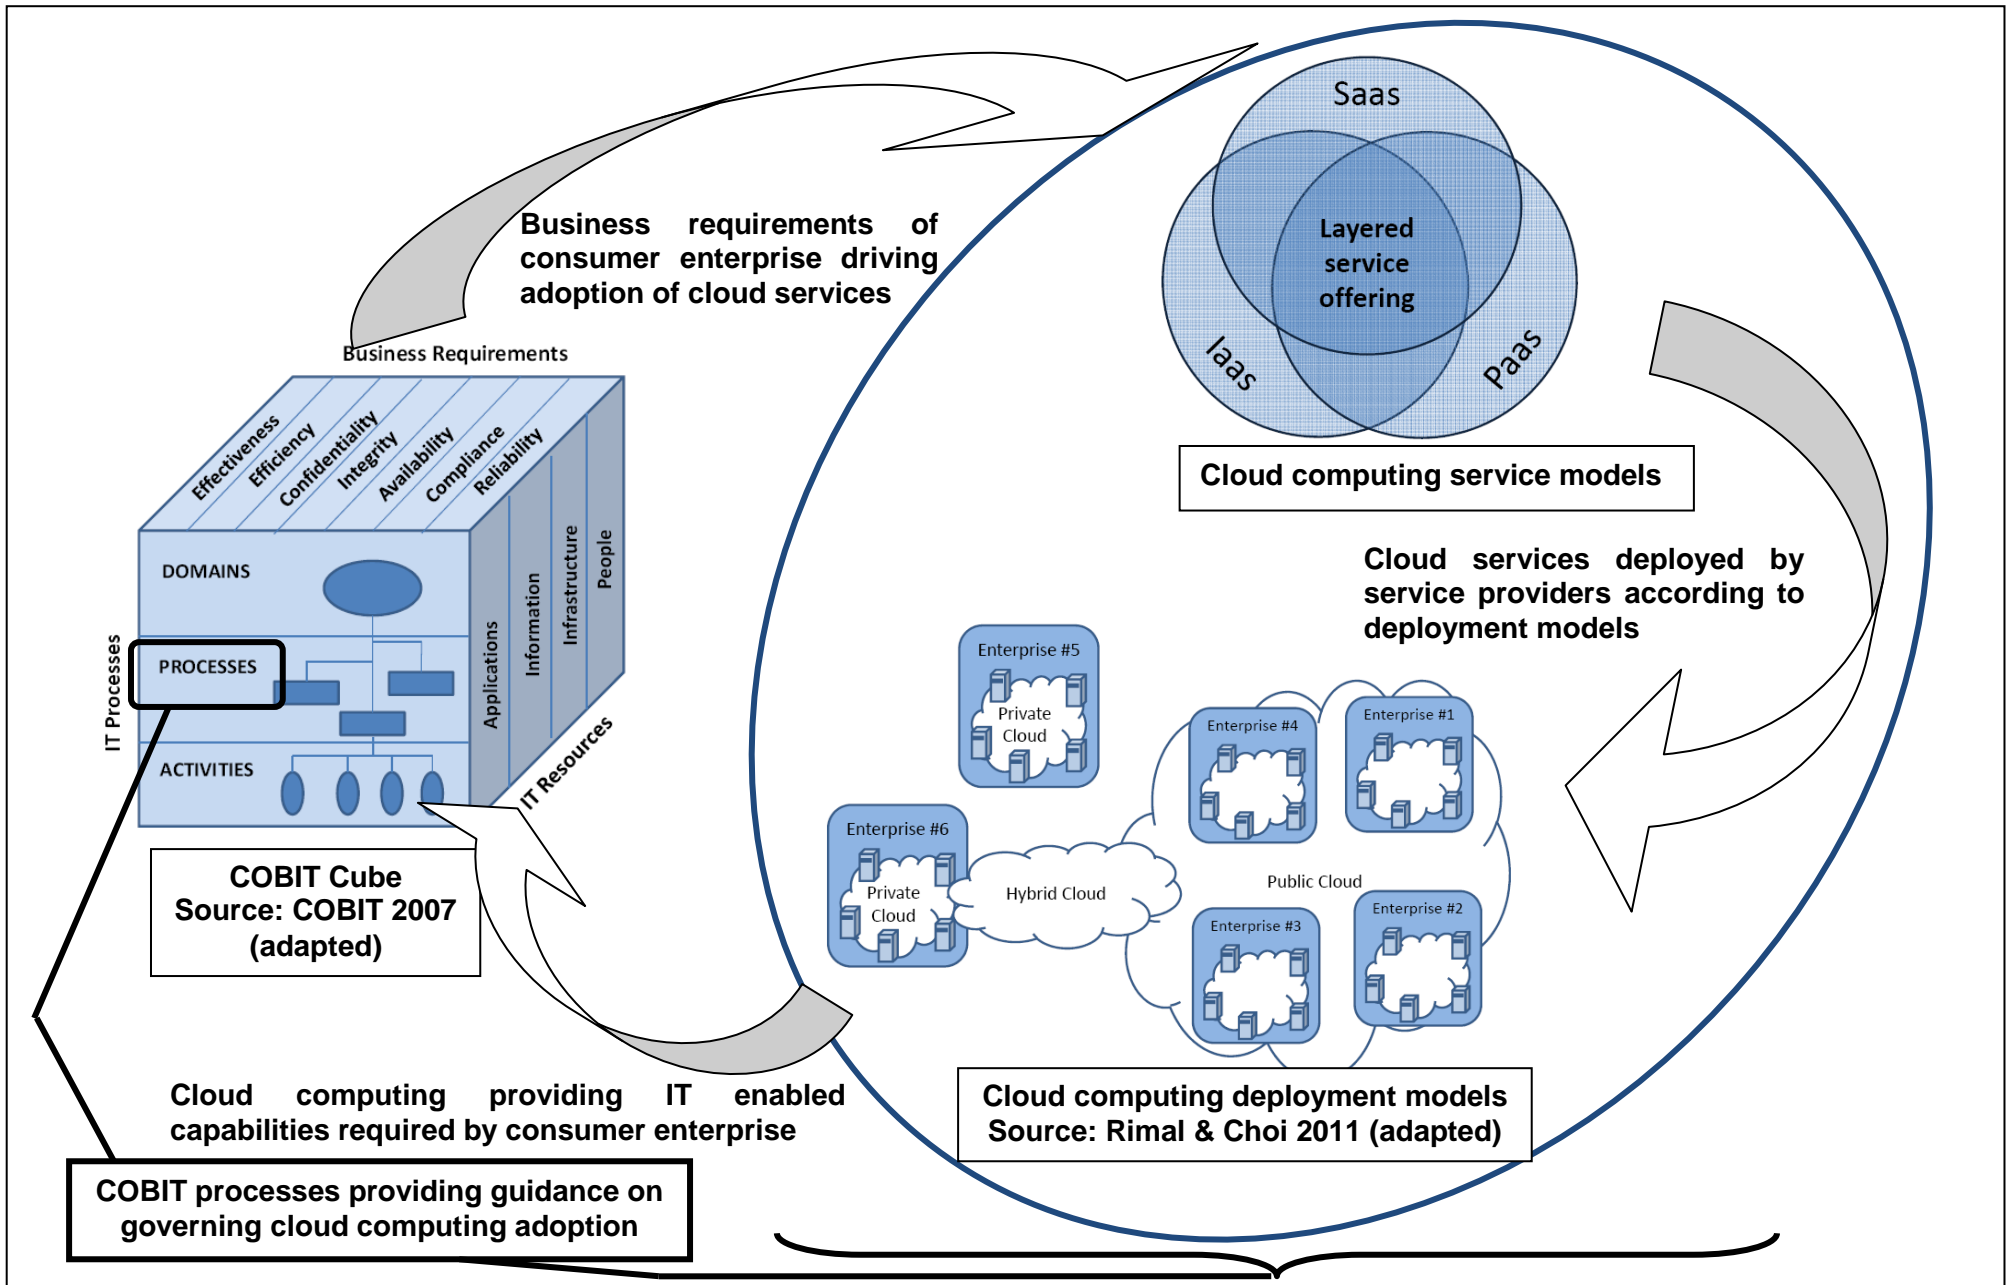 Saas
Layered
service
offering
Iaas
Paas
Cloud computing service models
Business requirements of
consumer enterprise driving
adoption of cloud services
Business Requirements
Effectiveness
Efficiency
Confidentiality
Integrity
Availability
Compliance
Reliability
DOMAINS
PROCESSES
ACTIVITIES
IT Processes
Applications
Information
Infrastructure
People
IT Resources
COBIT Cube
Source: COBIT 2007
(adapted)
Cloud services deployed by
service providers according to
deployment models
Enterprise #5
Private
Cloud
Enterprise #4
Enterprise #1
Enterprise #6
Private
Cloud
Hybrid Cloud
Public Cloud
Enterprise #3
Enterprise #2
Cloud computing deployment models
Source: Rimal & Choi 2011 (adapted)
Cloud computing providing IT enabled
capabilities required by consumer enterprise
COBIT processes providing guidance on
governing cloud computing adoption